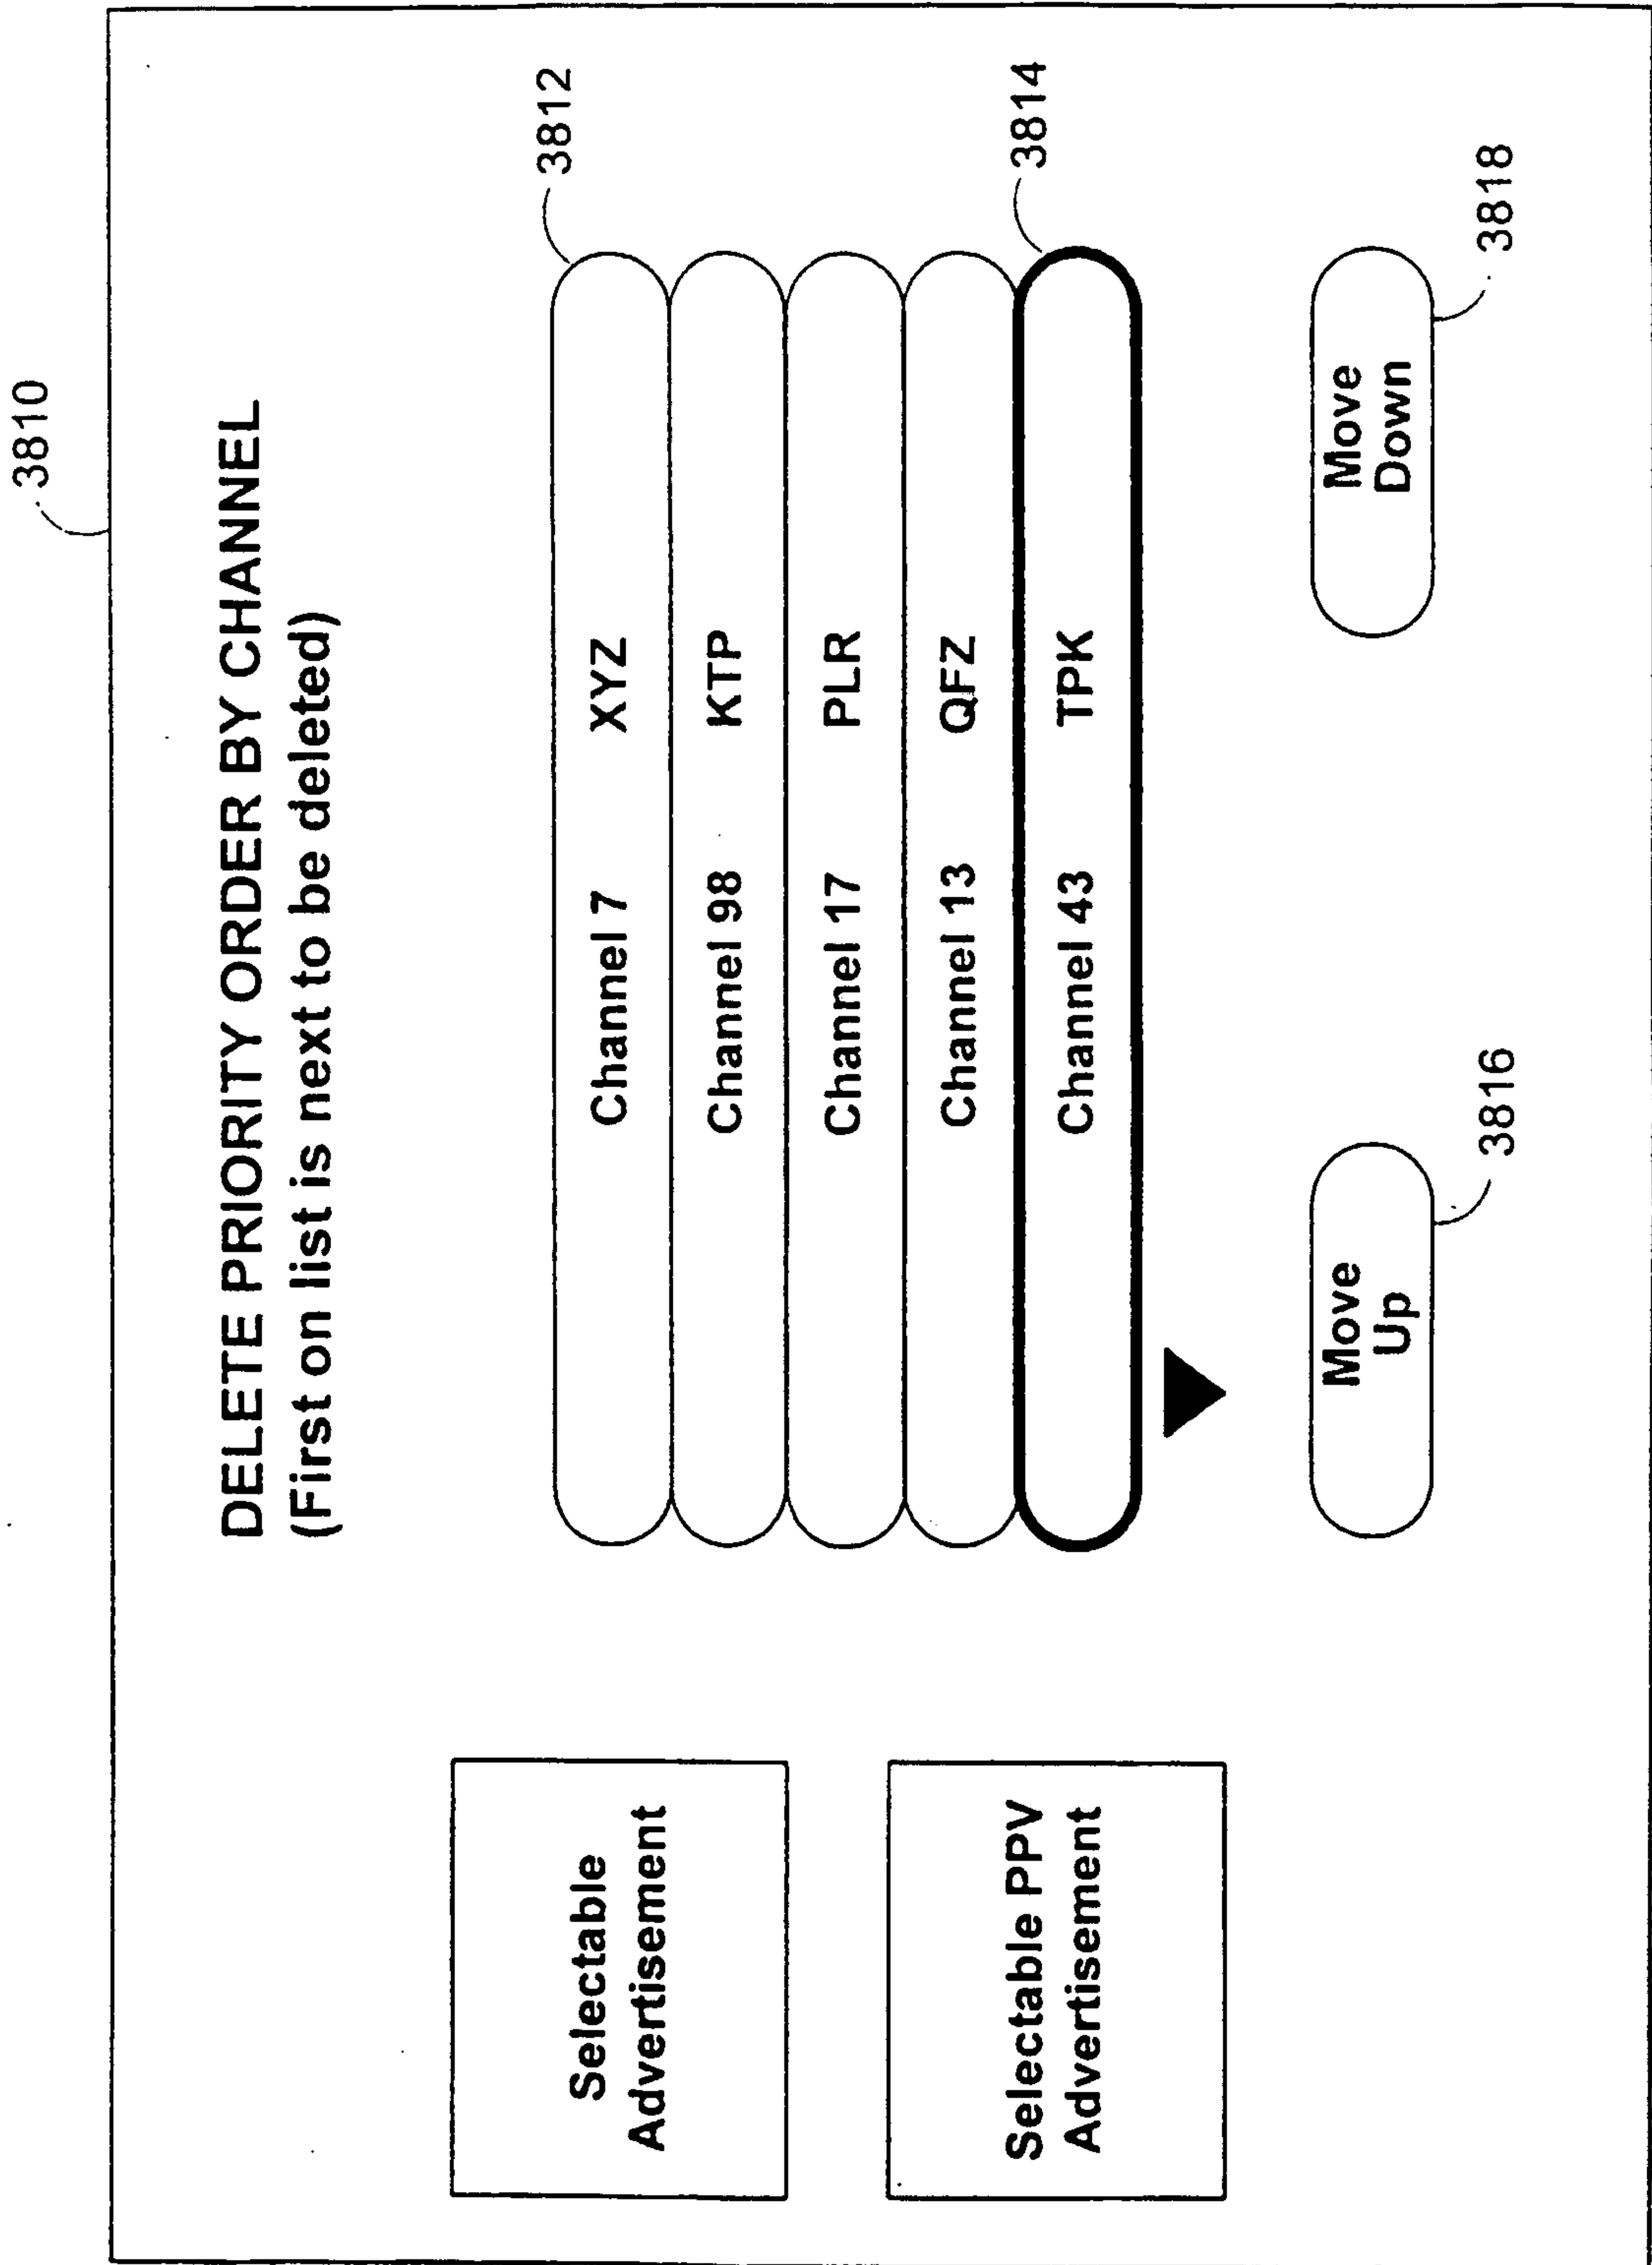 3810
DELETE PRIORITY ORDER BY CHANNEL
(First on list is next to be deleted)
Selectable
Advertisement
Selectable PPV
Advertisement
Channel 7 XYZ
3812
Channel 98 KTP
Channel 17 PLR
Channel 13 QFZ
Channel 43 TPK
3814
Move
Up
3816
Move
Down
3818